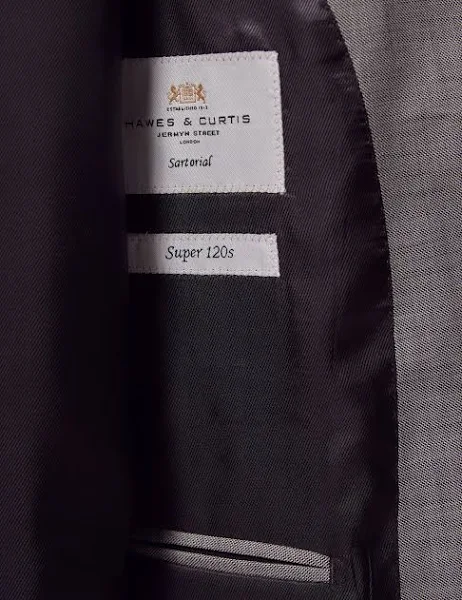 ESTABLISHED 1913
HAWES & CURTIS
JERMYN STREET
LONDON
Sartorial
Super 120s